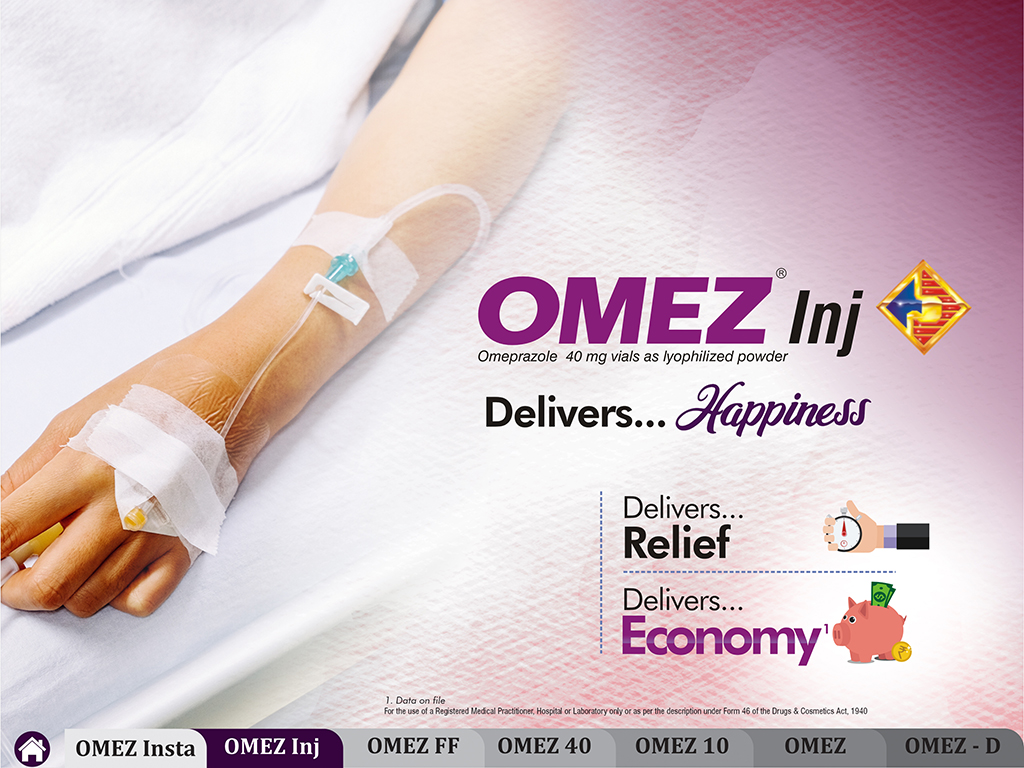 OMEZ® Inj
Omeprazole 40 mg vials as lyophilized powder
Delivers... Happiness
Delivers...
Relief
Delivers...
Economy1
1. Data on file
For the use of a Registered Medical Practitioner, Hospital or Laboratory only or as per the description under Form 46 of the Drugs & Cosmetics Act, 1940
OMEZ Insta OMEZ Inj OMEZ FF OMEZ 40 OMEZ 10 OMEZ OMEZ - D